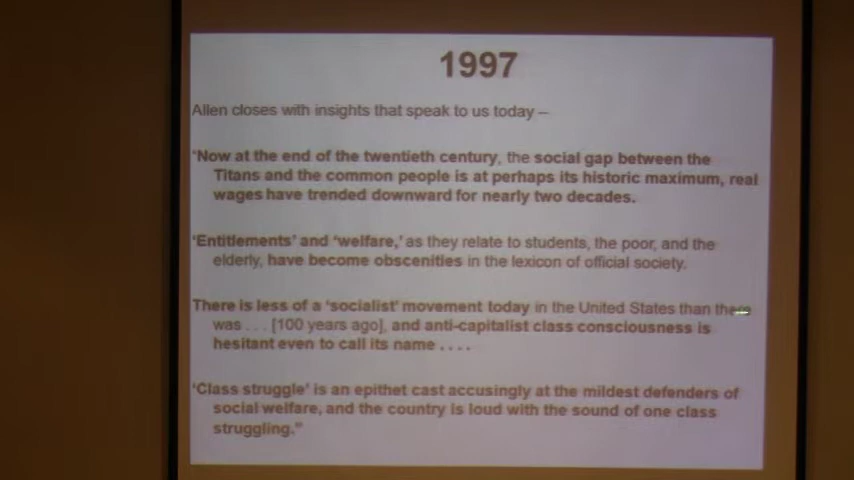 1997
Allen closes with insights that speak to us today –
"Now at the end of the twentieth century, the social gap between the
Titans and the common people is at perhaps its historic maximum, real
wages have trended downward for nearly two decades.
'Entitlements' and 'welfare,' as they relate to students, the poor, and the
elderly, have become obscenities in the lexicon of official society.
There is less of a 'socialist' movement today in the United States than there
was . . . [100 years ago], and anti-capitalist class consciousness is
hesitant even to call its name . . . .
'Class struggle' is an epithet cast accusingly at the mildest defenders of
social welfare, and the country is loud with the sound of one class
struggling."